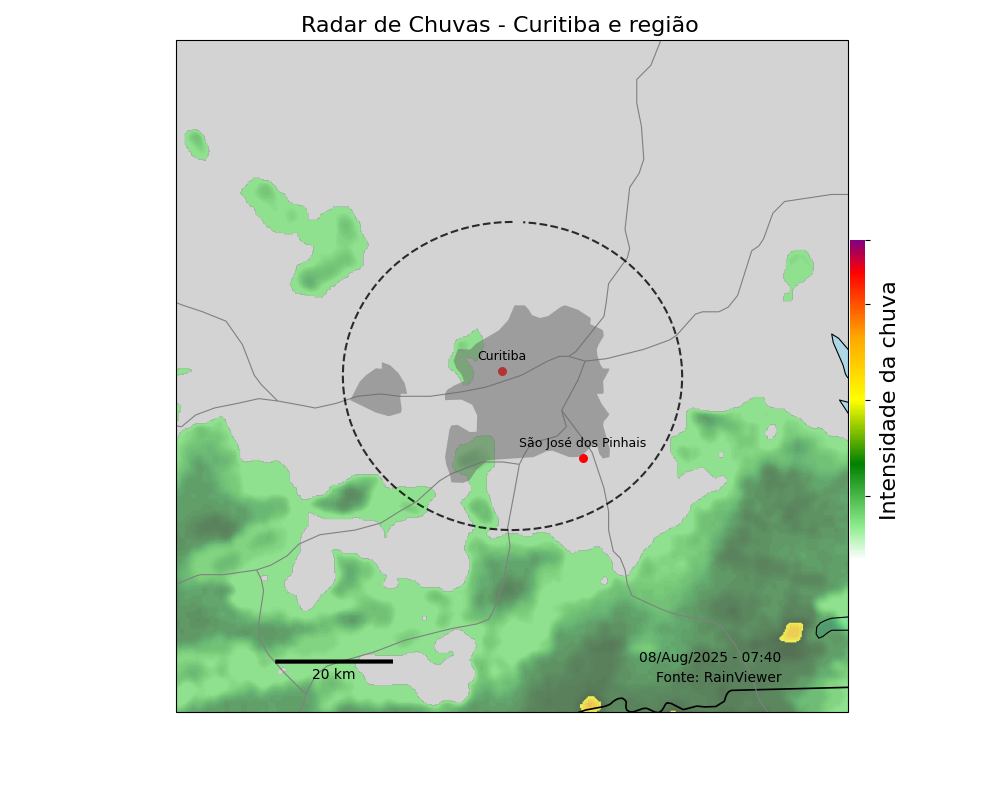 Radar de Chuvas - Curitiba e região
Curitiba
São José dos Pinhais
Intensidade da chuva
20 km
08/Aug/2025 - 07:40
Fonte: RainViewer